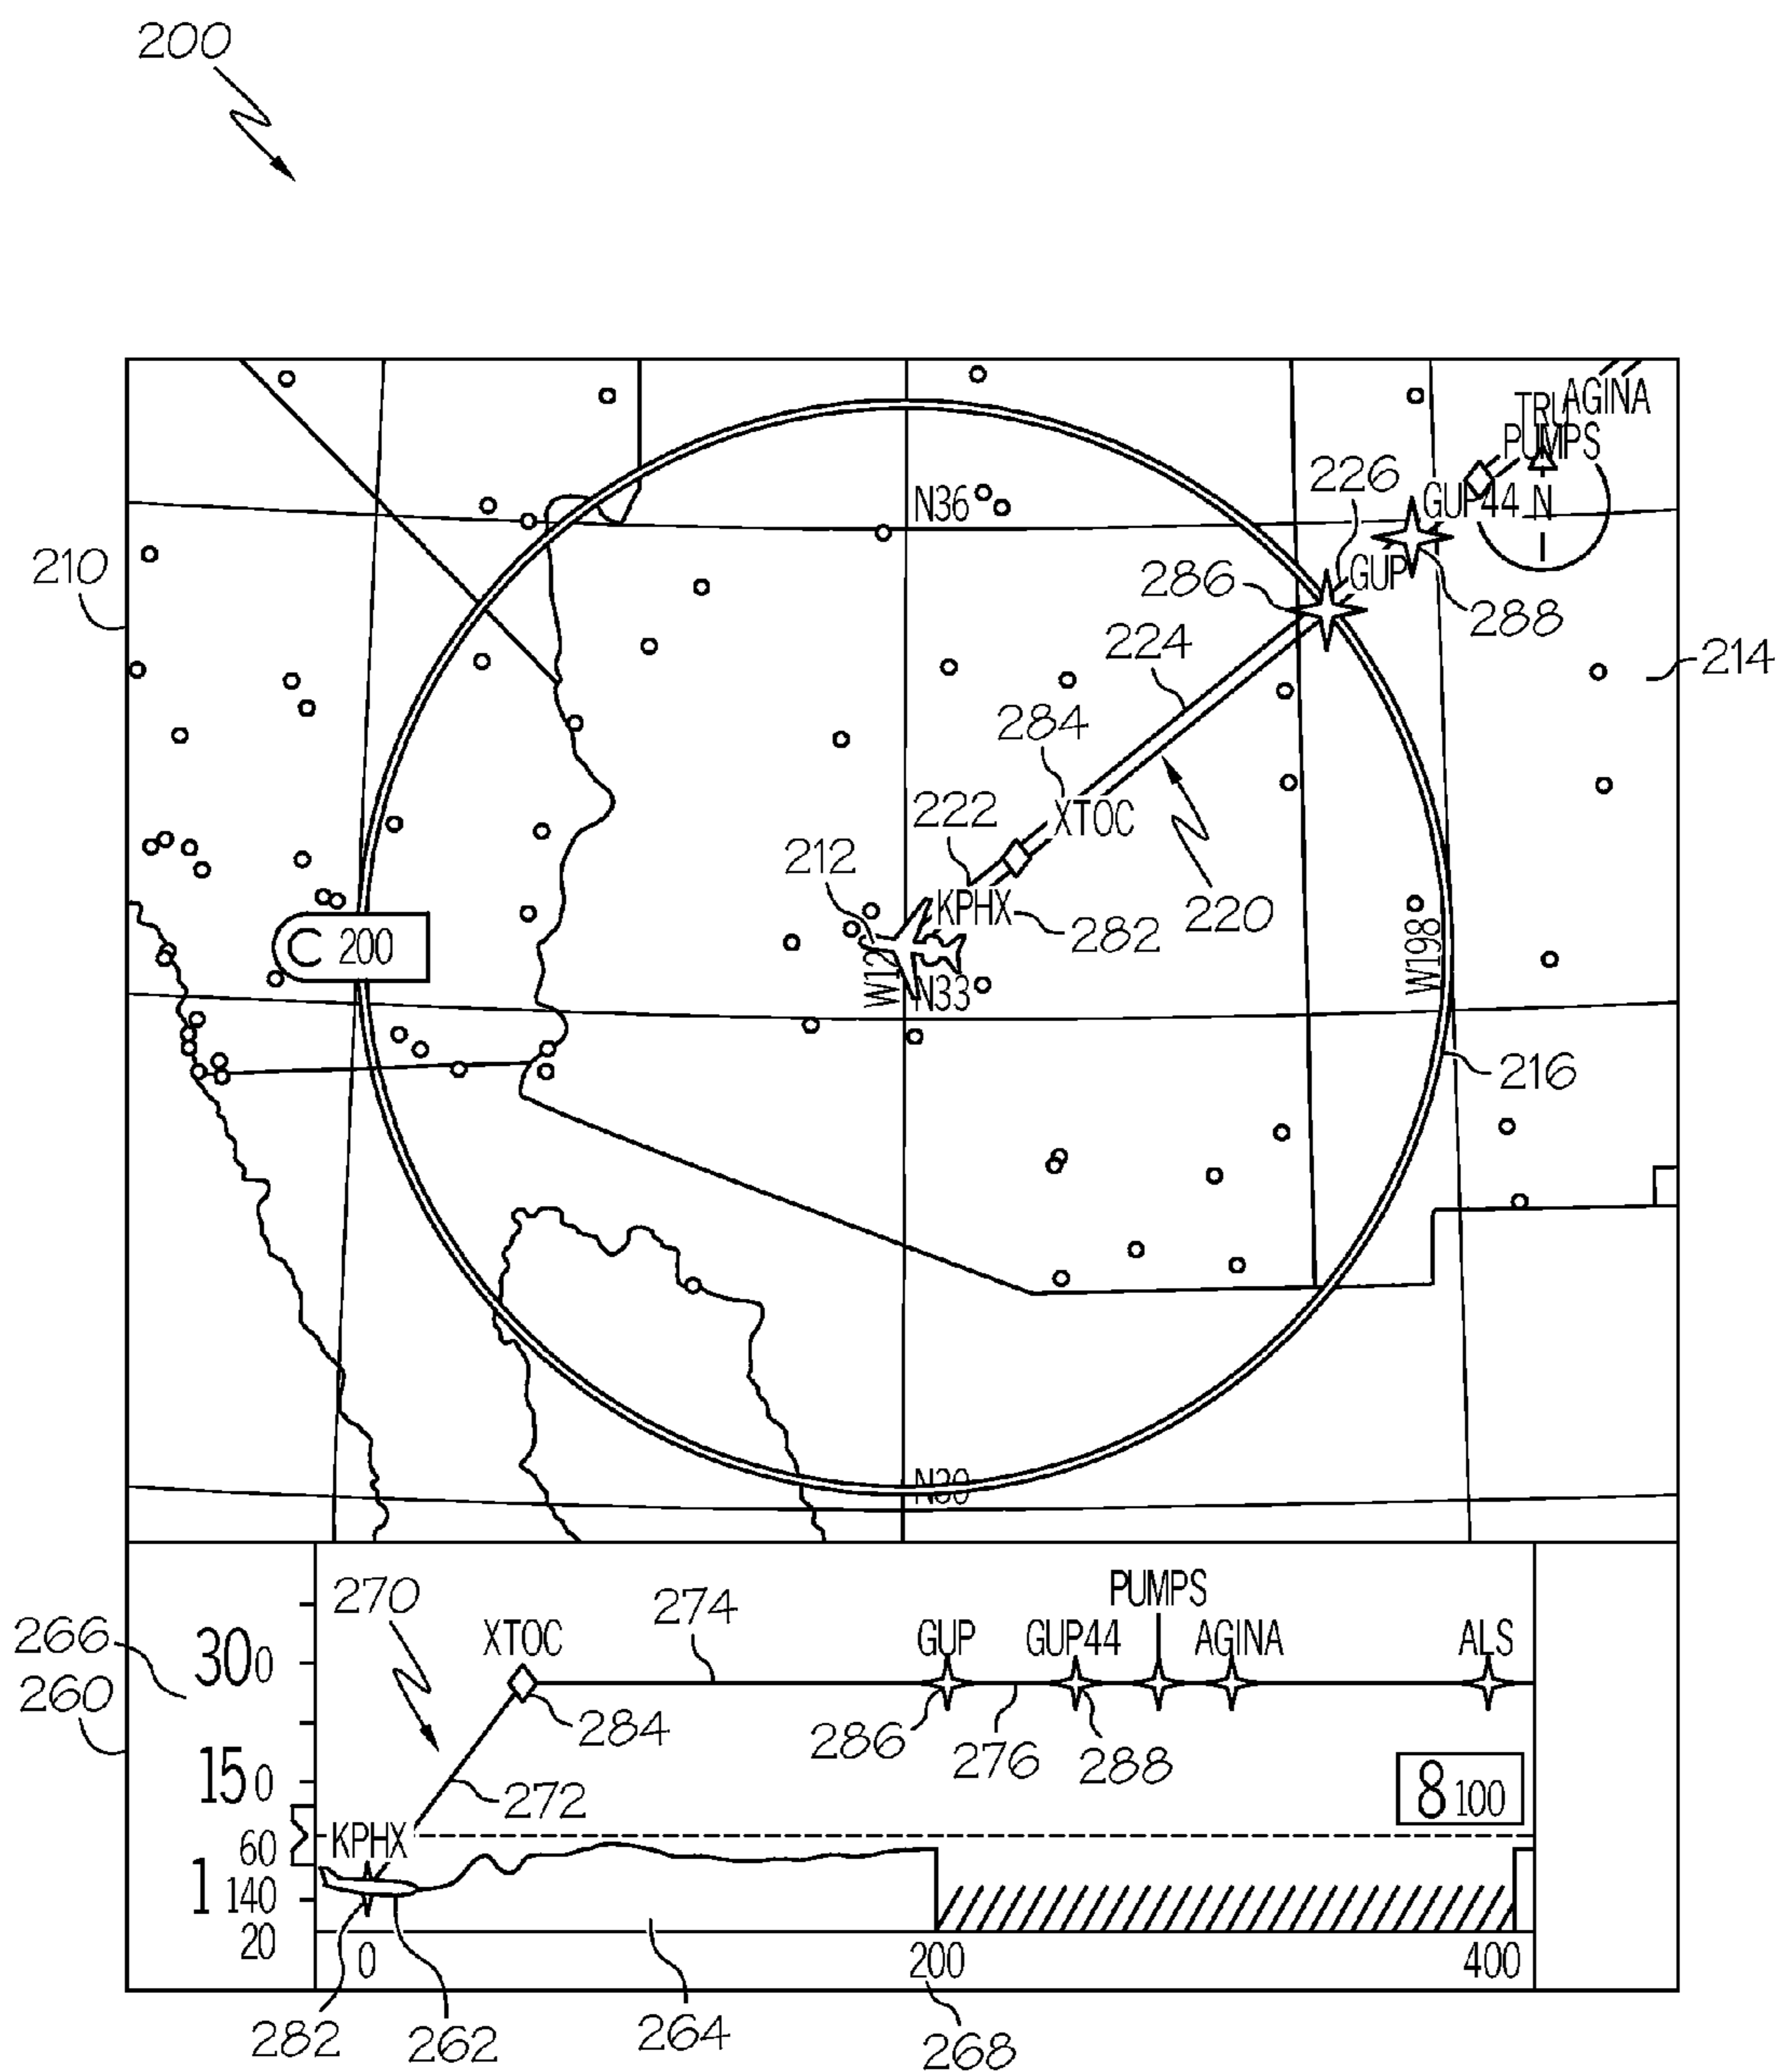 200
AGINA
TRU
PUMPS
226
N36
GUP44
N
210
286
GUP
288
224
214
284
222
XTOC
212
KPHX
282
220
200
W198
W12
N33
216
N30
270
PUMPS
274
266
XTOC
GUP
GUP44
AGINA
ALS
300
260
284
286
276
288
150
272
8100
KPHX
60
1 140
20
0
200
400
282
262
264
268